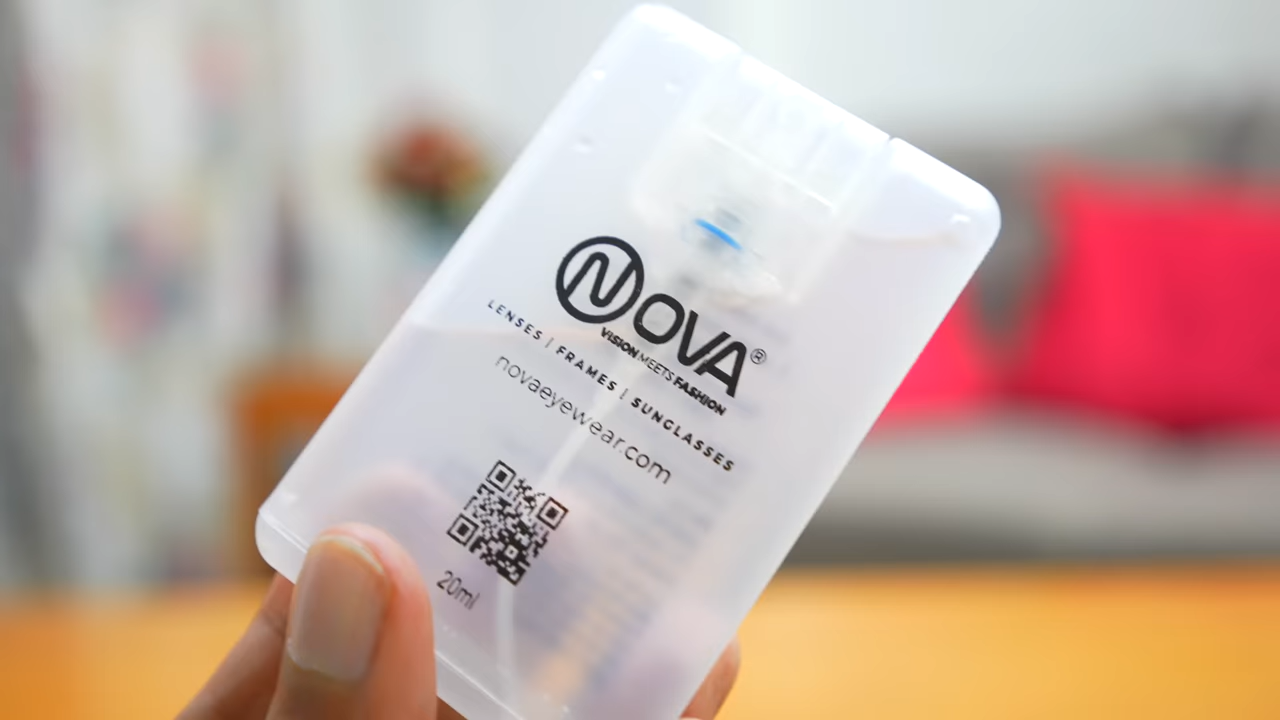 NOVA®
VISION MEETS FASHION
LENSES | FRAMES | SUNGLASSES
novaeyewear.com
20ml